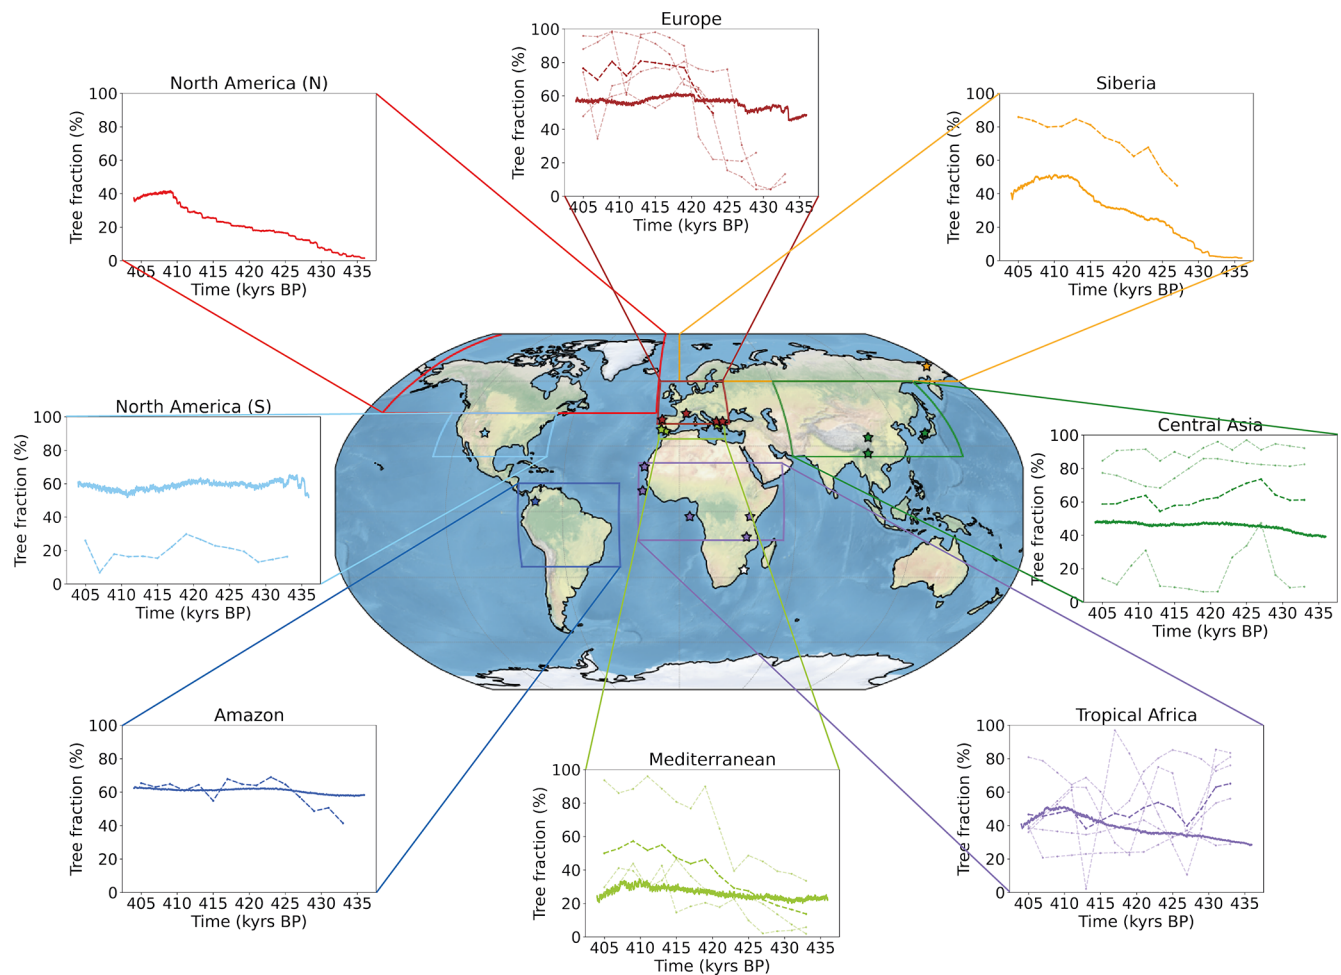 Europe
Tree fraction (%)
100
80
60
40
20
0
405 410 415 420 425 430 435
Time (kyrs BP)
North America (N)
Tree fraction (%)
100
80
60
40
20
0
405 410 415 420 425 430 435
Time (kyrs BP)
Siberia
Tree fraction (%)
100
80
60
40
20
0
405 410 415 420 425 430 435
Time (kyrs BP)
North America (S)
Tree fraction (%)
100
80
60
40
20
0
405 410 415 420 425 430 435
Time (kyrs BP)
Central Asia
Tree fraction (%)
100
80
60
40
20
0
405 410 415 420 425 430 435
Time (kyrs BP)
Amazon
Tree fraction (%)
100
80
60
40
20
0
405 410 415 420 425 430 435
Time (kyrs BP)
Mediterranean
Tree fraction (%)
100
80
60
40
20
0
405 410 415 420 425 430 435
Time (kyrs BP)
Tropical Africa
Tree fraction (%)
100
80
60
40
20
0
405 410 415 420 425 430 435
Time (kyrs BP)